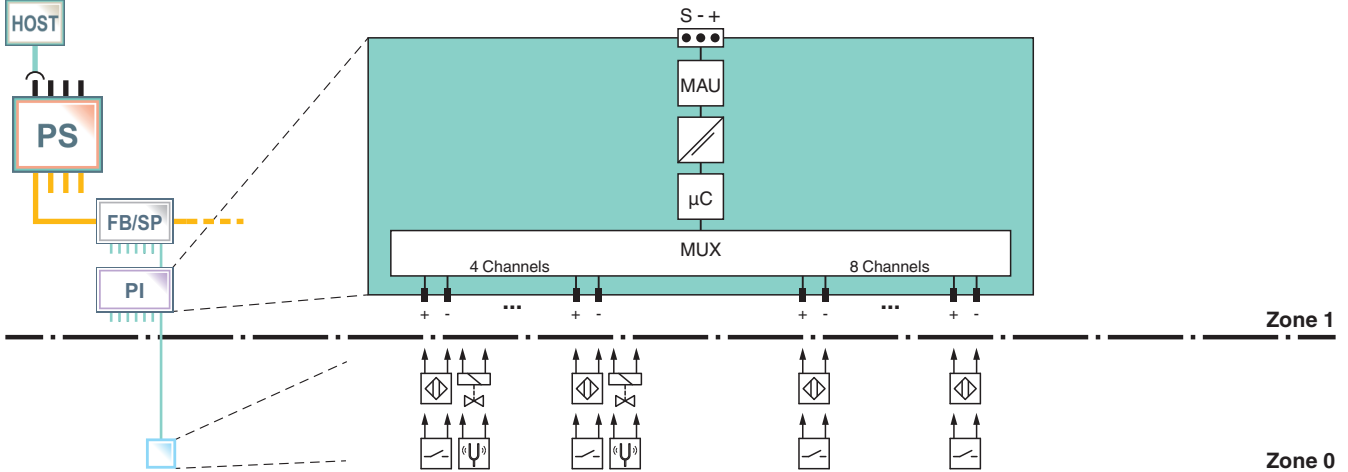 HOST
PS
FB/SP
PI
S - +
MAU
µC
MUX
4 Channels
8 Channels
+ - ... + - + - ... + -
Zone 1
Zone 0